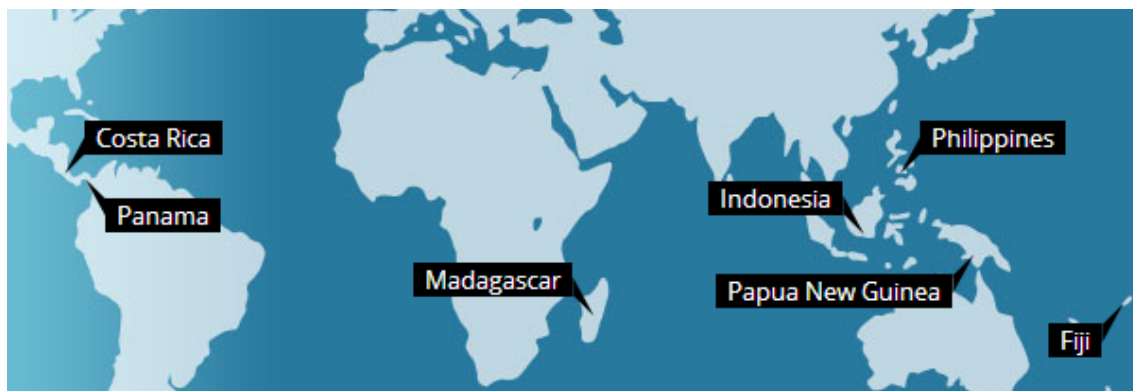 Costa Rica
Philippines
Indonesia
Panama
Madagascar
Papua New Guinea
Fiji